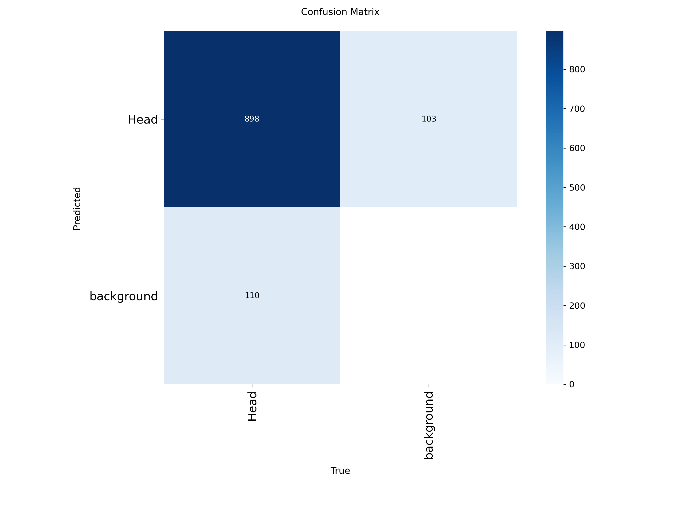 Confusion Matrix
Head
898
103
800
700
600
500
400
300
200
100
0
Predicted
background
110
Head
background
True